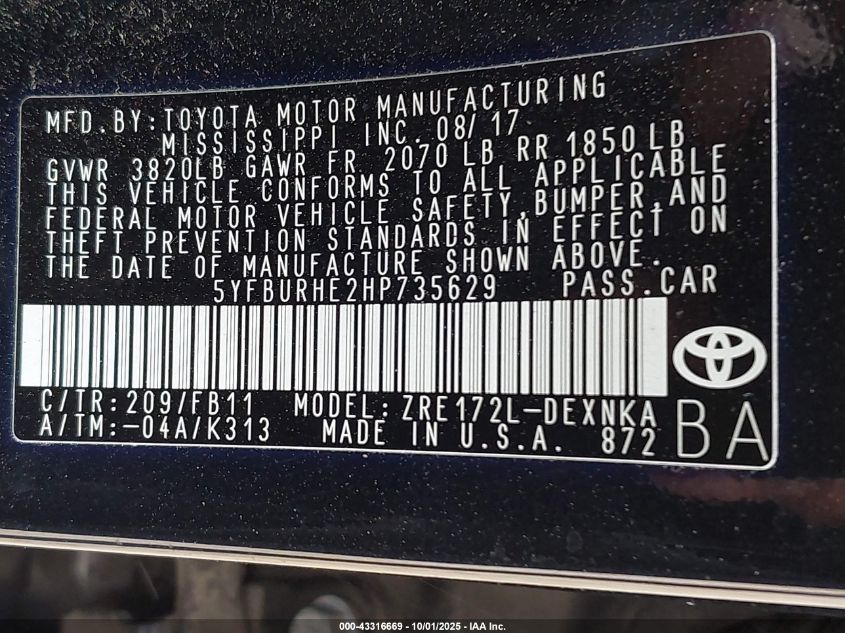 MFD.BY:TOYOTA MOTOR MANUFACTURING
MISSISSIPPI INC. 08/17
GVWR 3820LB GAWR FR 2070 LB RR 1850LB
THIS VEHICLE CONFORMS TO ALL APPLICABLE
FEDERAL MOTOR VEHICLE SAFETY,BUMPER,AND
THEFT PREVENTION STANDARDS IN EFFECT ON
THE DATE OF MANUFACTURE SHOWN ABOVE.
5YFBURHE2HP735629 PASS.CAR
C/TR:209/FB11 MODEL:ZRE172L-DEXNKA
A/TM:-04A/K313 MADE IN U.S.A. 872 BA
000-43316669 - 10/01/2025 - IAA Inc.